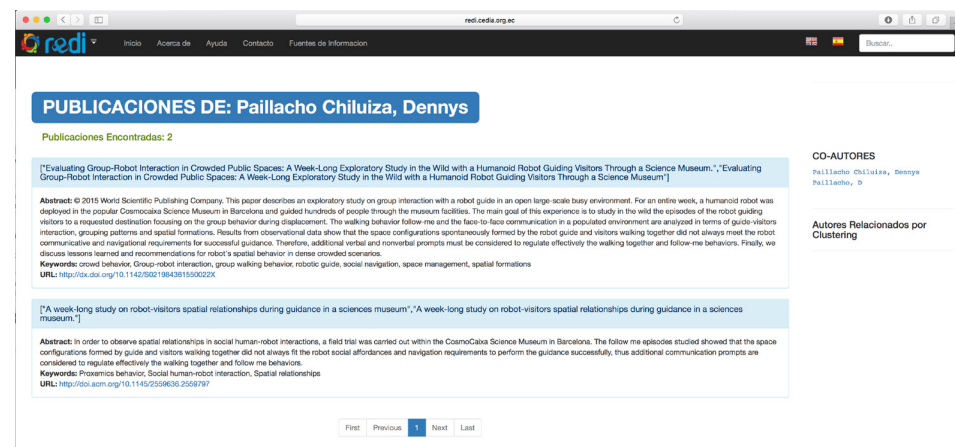 redi.cedia.org.ec
redi
Inicio Acerca de Ayuda Contacto Fuentes de Informacion
Buscar..
PUBLICACIONES DE: Paillacho Chiluiza, Dennys
Publicaciones Encontradas: 2
["Evaluating Group-Robot Interaction in Crowded Public Spaces: A Week-Long Exploratory Study in the Wild with a Humanoid Robot Guiding Visitors Through a Science Museum.","Evaluating
Group-Robot Interaction in Crowded Public Spaces: A Week-Long Exploratory Study in the Wild with a Humanoid Robot Guiding Visitors Through a Science Museum"]
Abstract: © 2015 World Scientific Publishing Company. This paper describes an exploratory study on group interaction with a robot guide in an open large-scale busy environment. For an entire week, a humanoid robot was
deployed in the popular Cosmocaixa Science Museum in Barcelona and guided hundreds of people through the museum facilities. The main goal of this experience is to study in the wild the episodes of the robot guiding
visitors to a requested destination focusing on the group behavior during displacement. The walking behavior follow-me and the face-to-face communication in a populated environment are analyzed in terms of guide-visitors
interaction, grouping patterns and spatial formations. Results from observational data show that the space configurations spontaneously formed by the robot guide and visitors walking together did not always meet the robot
communicative and navigational requirements for successful guidance. Therefore, additional verbal and nonverbal prompts must be considered to regulate effectively the walking together and follow-me behaviors. Finally, we
discuss lessons learned and recommendations for robot's spatial behavior in dense crowded scenarios.
Keywords: crowd behavior, Group-robot interaction, group walking behavior, robotic guide, social navigation, space management, spatial formations
URL: http://dx.doi.org/10.1142/S021984361550022X
["A week-long study on robot-visitors spatial relationships during guidance in a sciences museum","A week-long study on robot-visitors spatial relationships during guidance in a sciences
museum."]
Abstract: In order to observe spatial relationships in social human-robot interactions, a field trial was carried out within the CosmoCaixa Science Museum in Barcelona. The follow me episodes studied showed that the space
configurations formed by guide and visitors walking together did not always fit the robot social affordances and navigation requirements to perform the guidance successfully, thus additional communication prompts are
considered to regulate effectively the walking together and follow me behaviors.
Keywords: Proxemics behavior, Social human-robot interaction, Spatial relationships
URL: http://doi.acm.org/10.1145/2559636.2559797
First Previous 1 Next Last
CO-AUTORES
Paillacho Chiluiza, Dennys
Paillacho, D
Autores Relacionados por
Clustering